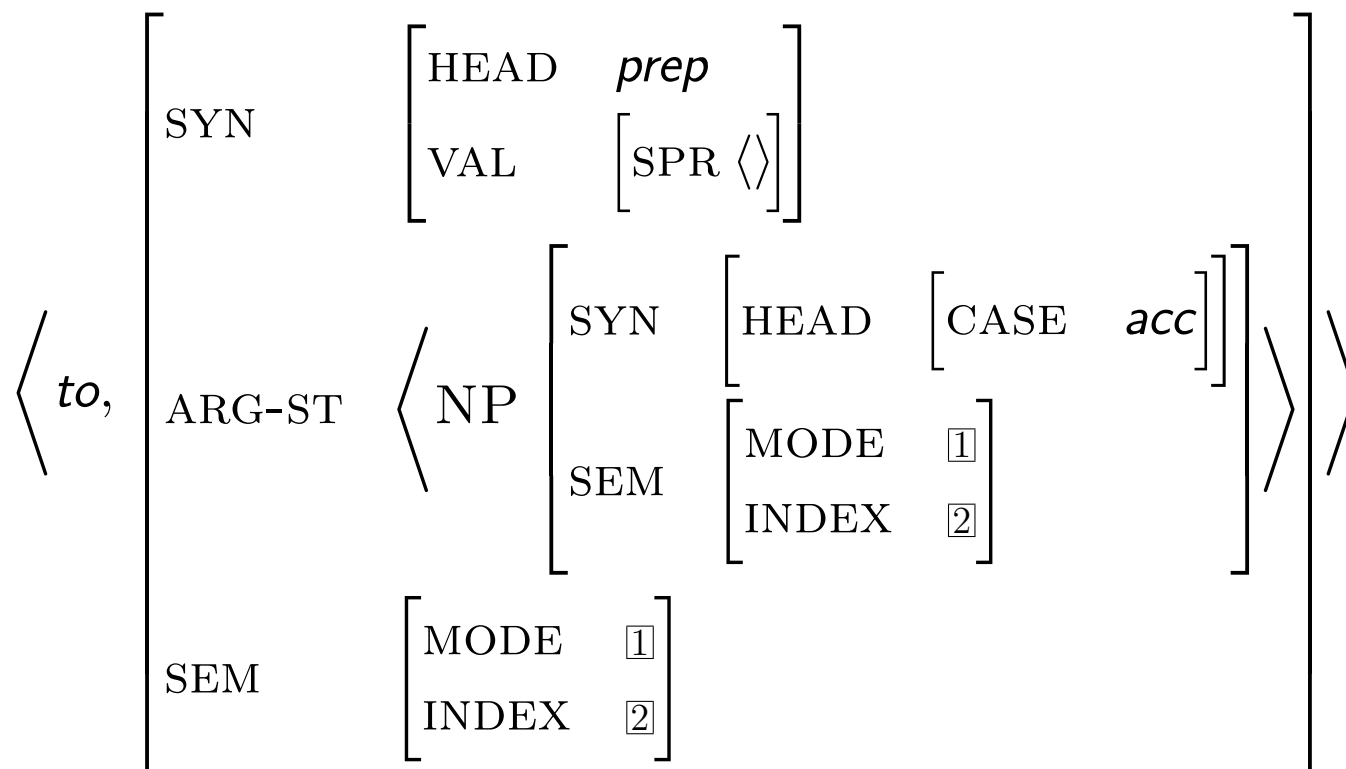 HEAD prep
SYN
VAL [SPR ⟨⟩]
SYN [HEAD [CASE acc]]
⟨to, ARG-ST ⟨NP
MODE 1
SEM
INDEX 2
⟩⟩
MODE 1
SEM
INDEX 2